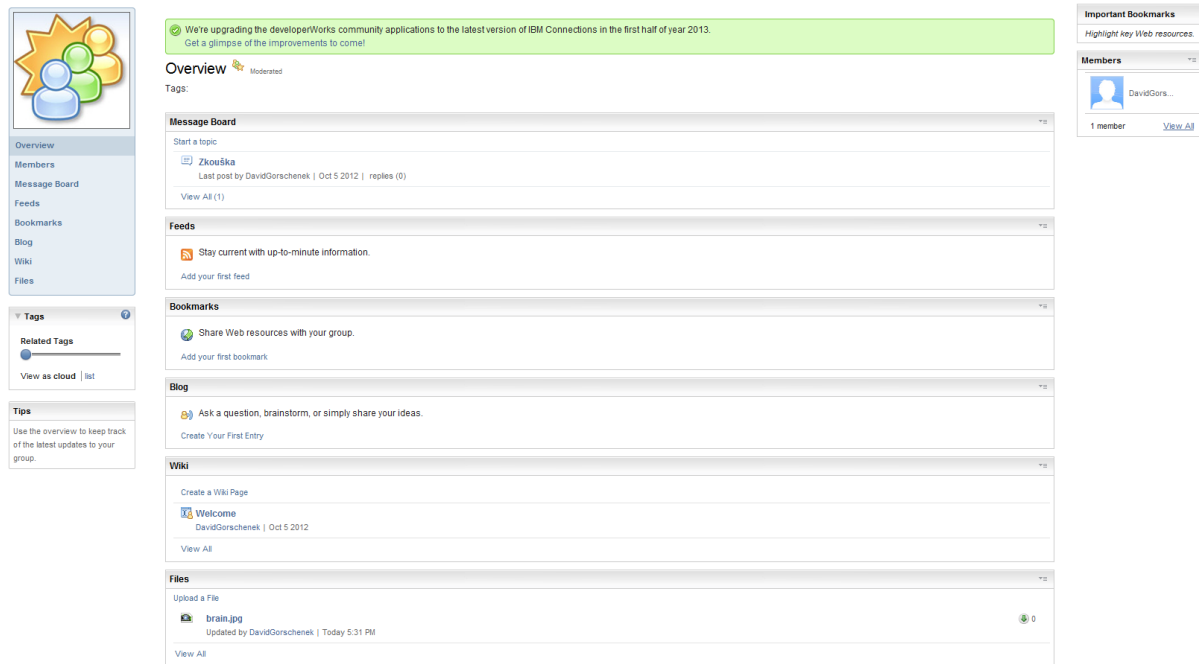 We're upgrading the developerWorks community applications to the latest version of IBM Connections in the first half of year 2013.
Get a glimpse of the improvements to come!
Overview Moderated
Tags:
Overview
Members
Message Board
Feeds
Bookmarks
Blog
Wiki
Files
Tags
Related Tags
View as cloud | list
Tips
Use the overview to keep track
of the latest updates to your
group.
Message Board
Start a topic
Zkouška
Last post by DavidGorschenek | Oct 5 2012 | replies (0)
View All (1)
Feeds
Stay current with up-to-minute information.
Add your first feed
Bookmarks
Share Web resources with your group.
Add your first bookmark
Blog
Ask a question, brainstorm, or simply share your ideas.
Create Your First Entry
Wiki
Create a Wiki Page
Welcome
DavidGorschenek | Oct 5 2012
View All
Files
Upload a File
brain.jpg
0
Updated by DavidGorschenek | Today 5:31 PM
View All
Important Bookmarks
Highlight key Web resources.
Members
DavidGors...
1 member View All